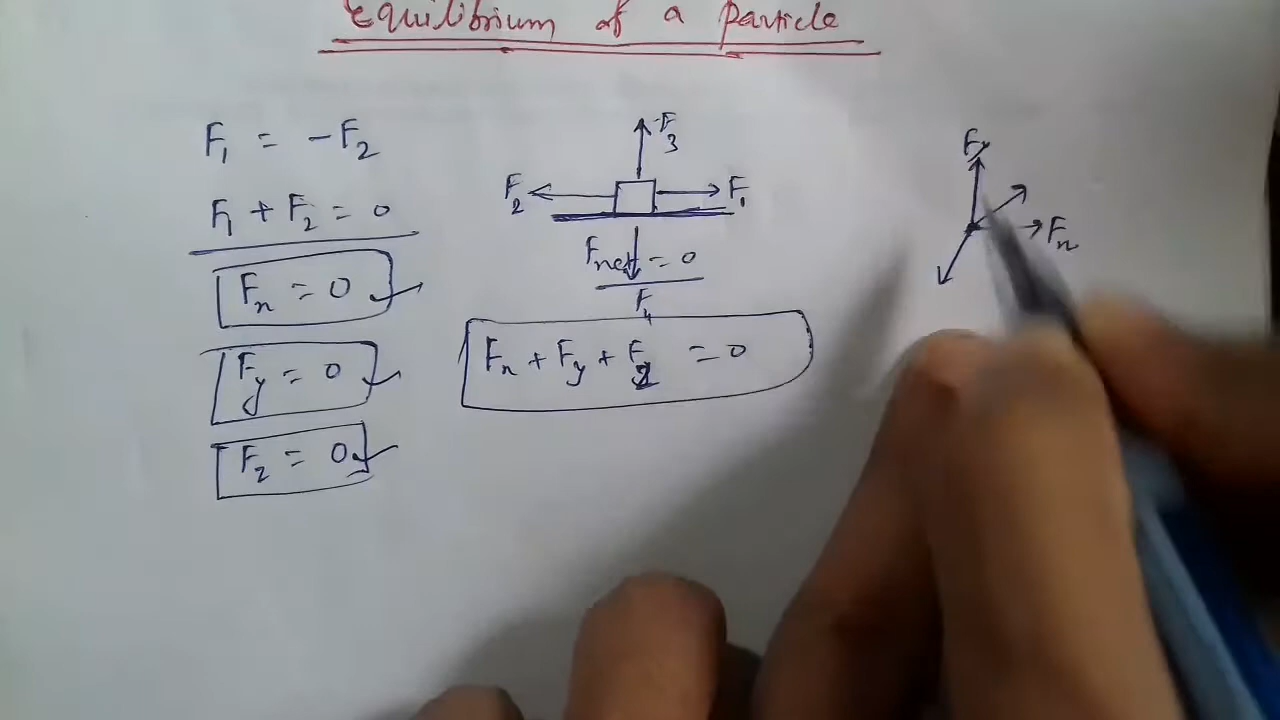 Equilibrium of a particle
F₁ = -F₂
F₁ + F₂ = 0
Fₓ = 0
Fy = 0
F₂ = 0
F₃
F₂
F₁
Fnet = 0
F₄
Fₓ + Fy + Fz = 0
Fy
Fₓ